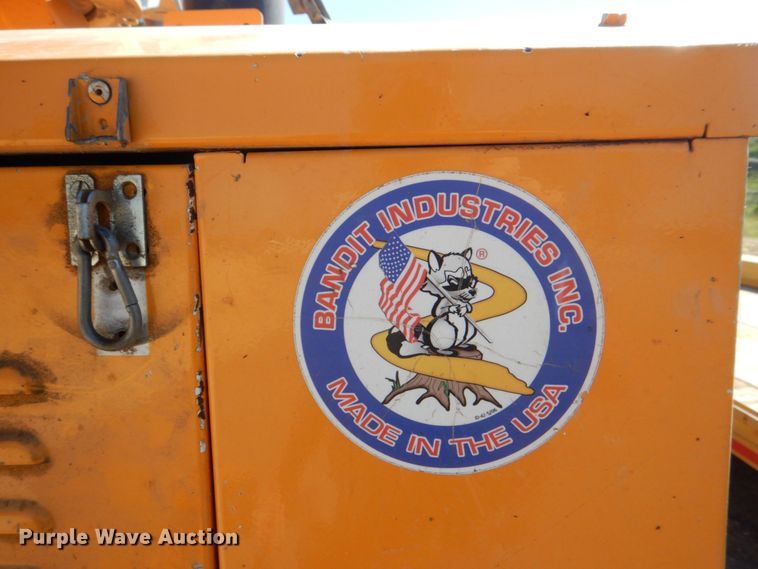 BANDIT INDUSTRIES INC.
®
MADE IN THE USA
Purple Wave Auction